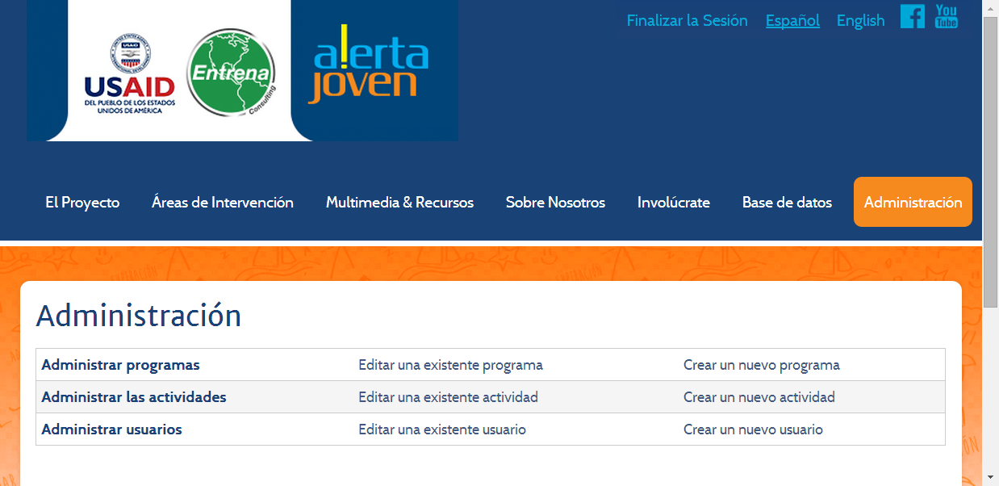 Finalizar la Sesión Español English You Tube
USAID
DEL PUEBLO DE LOS ESTADOS
UNIDOS DE AMÉRICA
Entrena
Consulting
alerta
joven
El Proyecto Áreas de Intervención Multimedia & Recursos Sobre Nosotros Involúcrate Base de datos Administración
Administración
Administrar programas Editar una existente programa Crear un nuevo programa
Administrar las actividades Editar una existente actividad Crear un nuevo actividad
Administrar usuarios Editar una existente usuario Crear un nuevo usuario